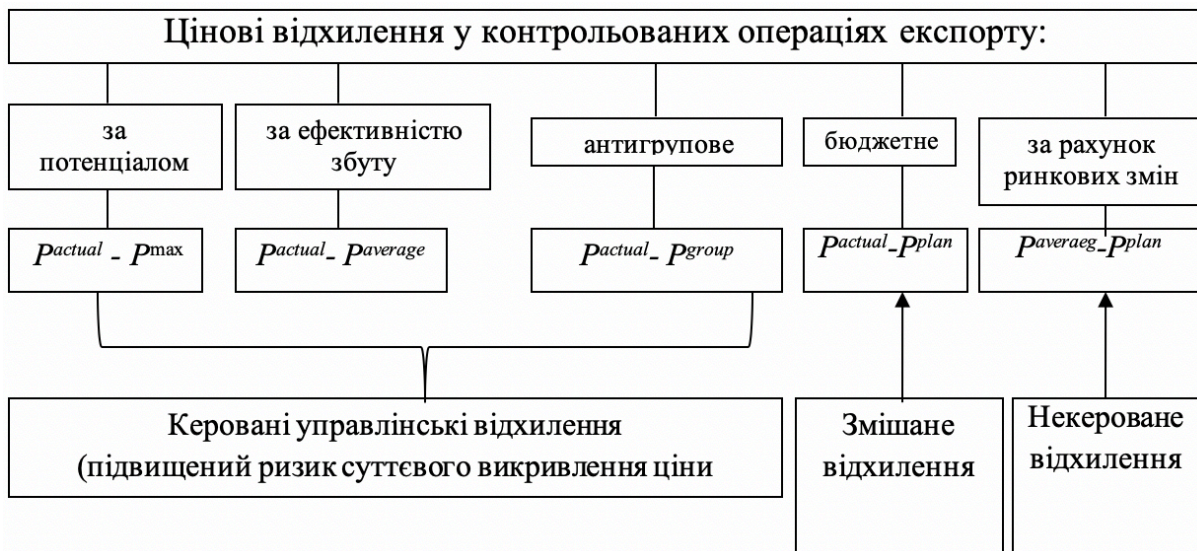 Цінові відхилення у контрольованих операціях експорту:
за
потенціалом
за ефективністю
збуту
антигрупове
бюджетне
за рахунок
ринкових змін
Pactual - Pmax
Pactual- Paverage
Pactual- Pgroup
Pactual-Pplan
Paveraeg-Pplan
Керовані управлінські відхилення
(підвищений ризик суттєвого викривлення ціни
Змішане
відхилення
Некероване
відхилення